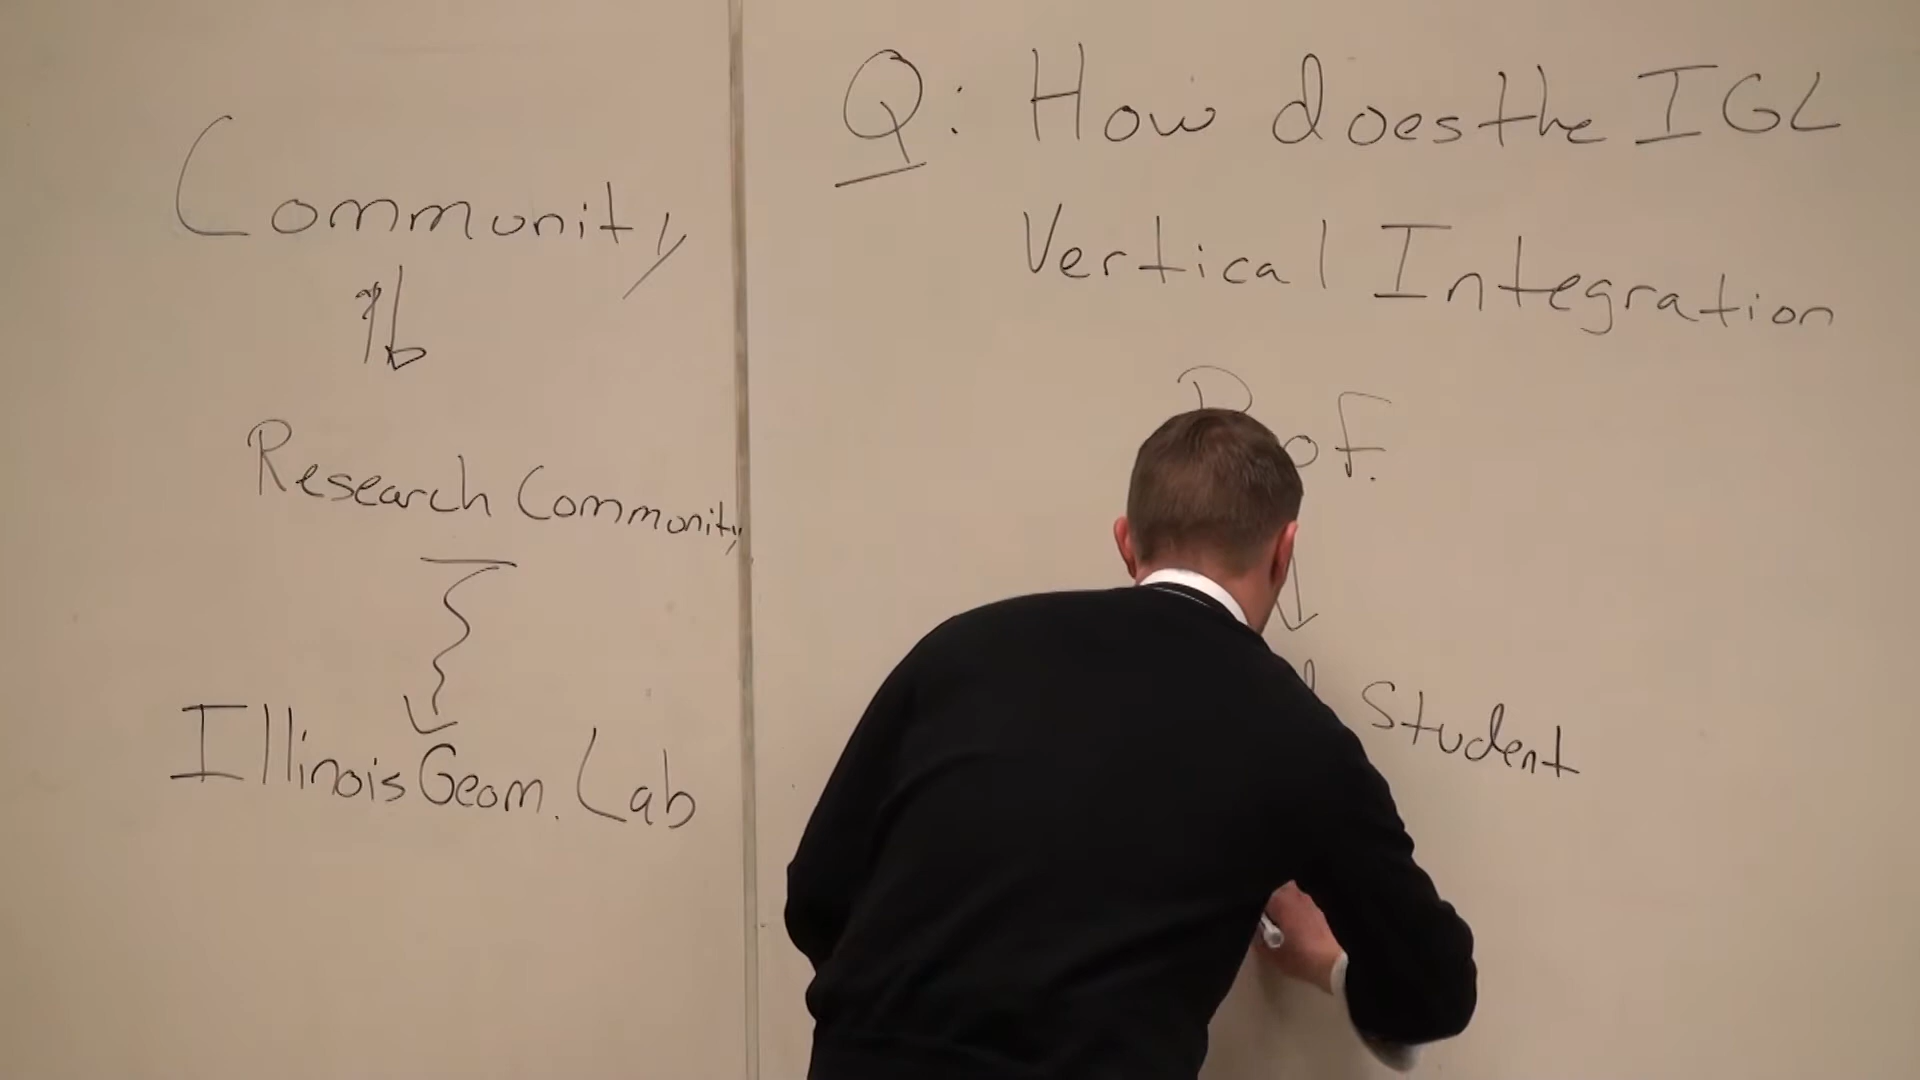 Community
Research Community
Illinois Geom. Lab
Q: How does the IGL
Vertical Integration
Student